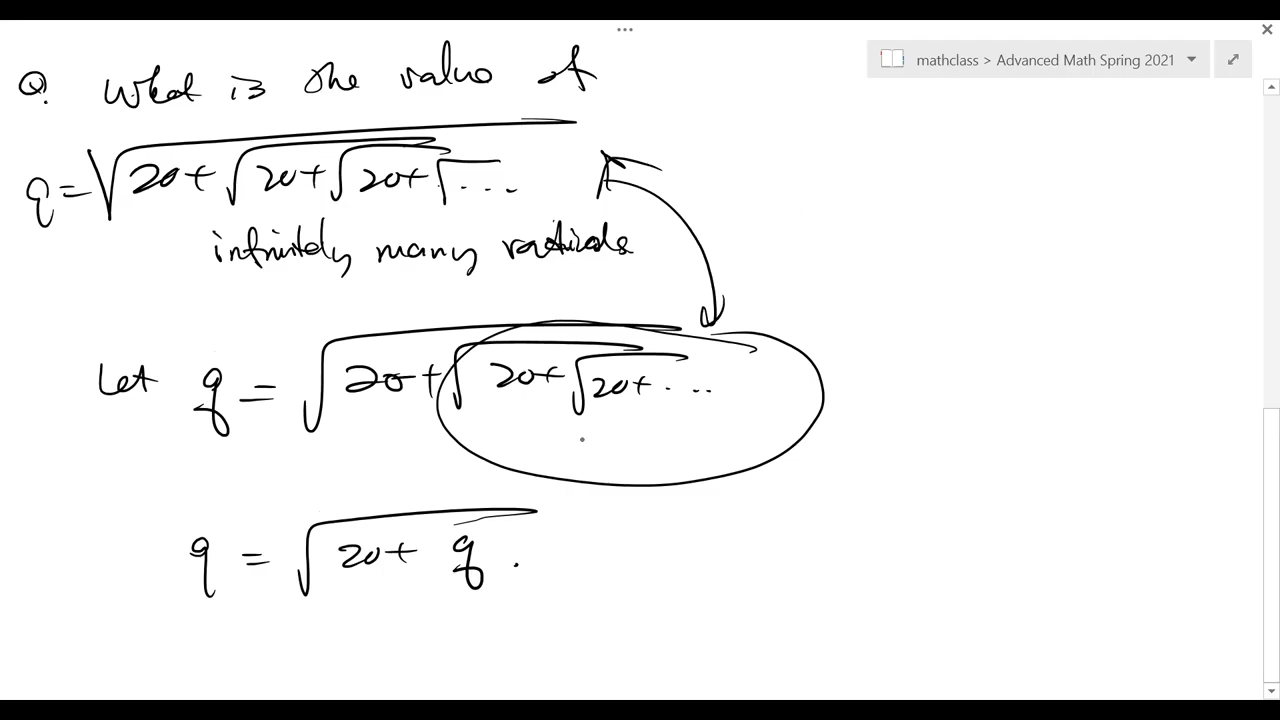 mathclass > Advanced Math Spring 2021
Q. What is the value of
q = √(20+√(20+√(20+√...
infinitely many radicals
Let q = √(20+√(20+√(20+ ...
q = √(20+ q .